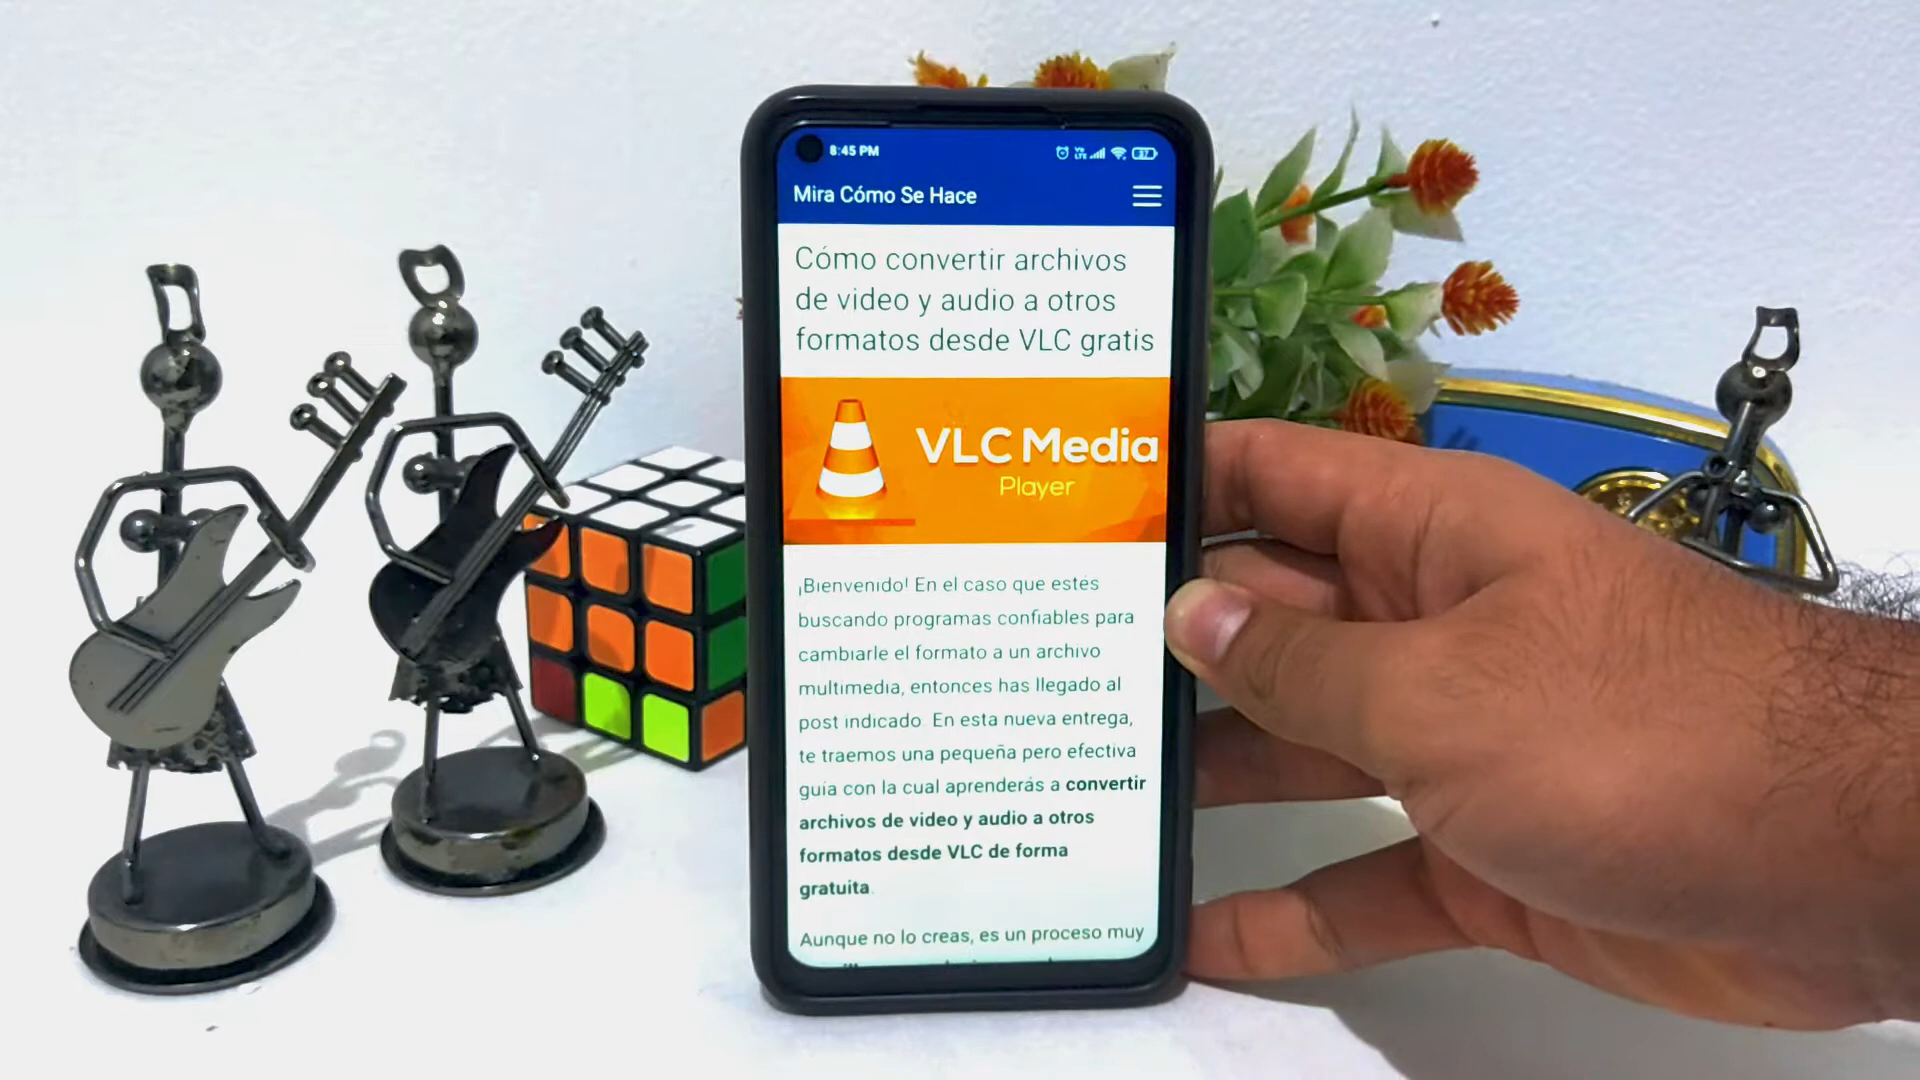 8:45 PM
Mira Cómo Se Hace
Cómo convertir archivos
de video y audio a otros
formatos desde VLC gratis
VLC Media
Player
¡Bienvenido! En el caso que estés
buscando programas confiables para
cambiarle el formato a un archivo
multimedia, entonces has llegado al
post indicado. En esta nueva entrega,
te traemos una pequeña pero efectiva
guía con la cual aprenderás a convertir
archivos de video y audio a otros
formatos desde VLC de forma
gratuita.
Aunque no lo creas, es un proceso muy